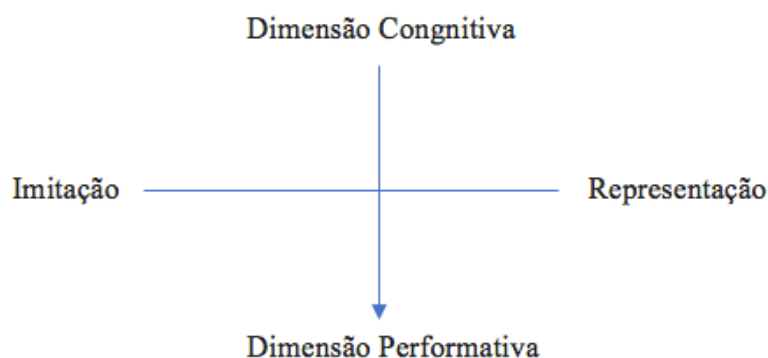 Dimensão Congnitiva
Imitação
Representação
Dimensão Performativa